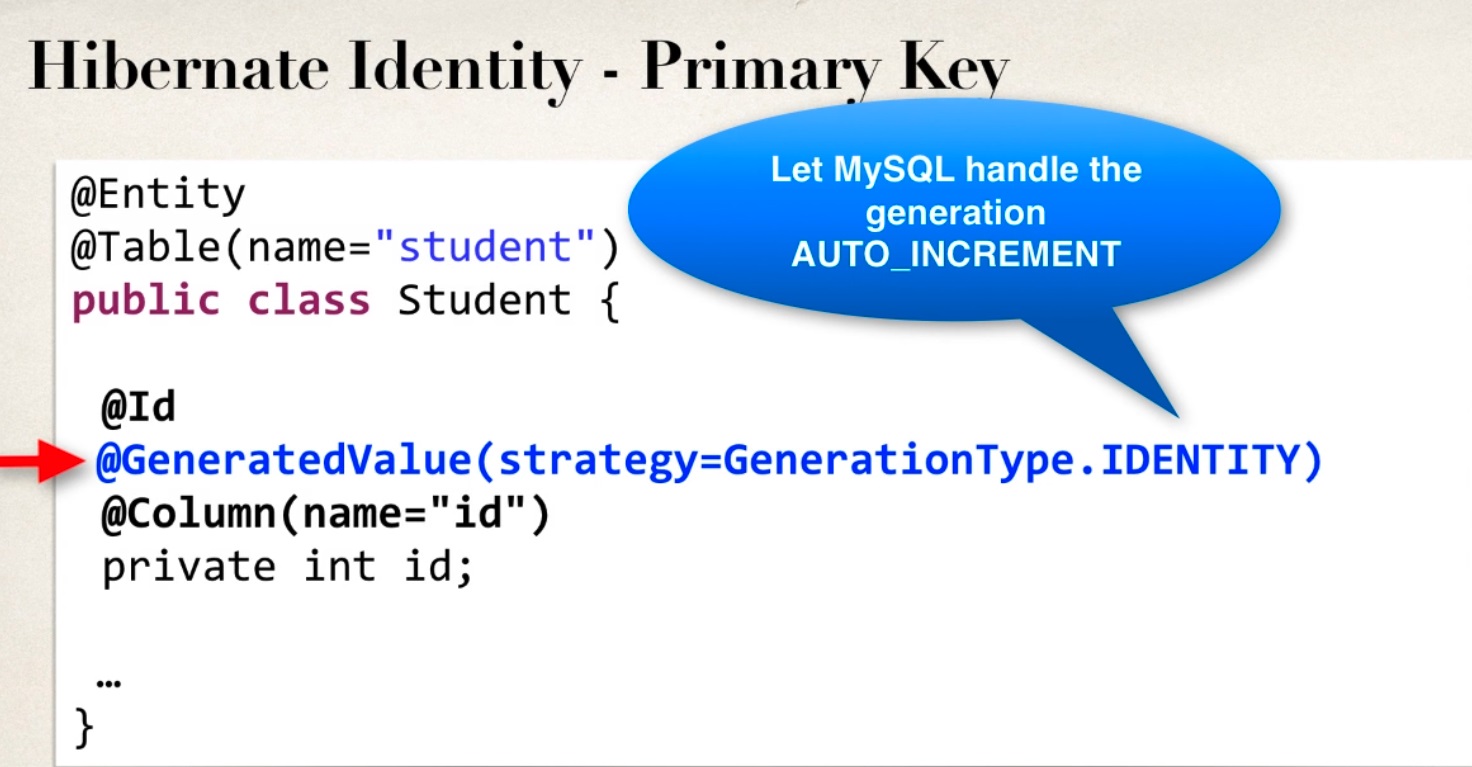 Hibernate Identity - Primary Key
Let MySQL handle the
generation
AUTO_INCREMENT
@Entity
@Table(name="student")
public class Student {
@Id
@GeneratedValue(strategy=GenerationType.IDENTITY)
@Column(name="id")
private int id;
…
}